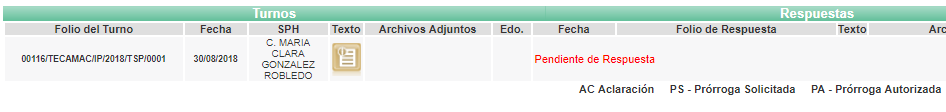 Turnos Respuestas
Folio del Turno Fecha SPH Texto Archivos Adjuntos Edo. Fecha Folio de Respuesta Texto Arc
00116/TECAMAC/IP/2018/TSP/0001 30/08/2018 C. MARIA
CLARA
GONZALEZ
ROBLEDO
Pendiente de Respuesta
AC Aclaración PS - Prórroga Solicitada PA - Prórroga Autorizada